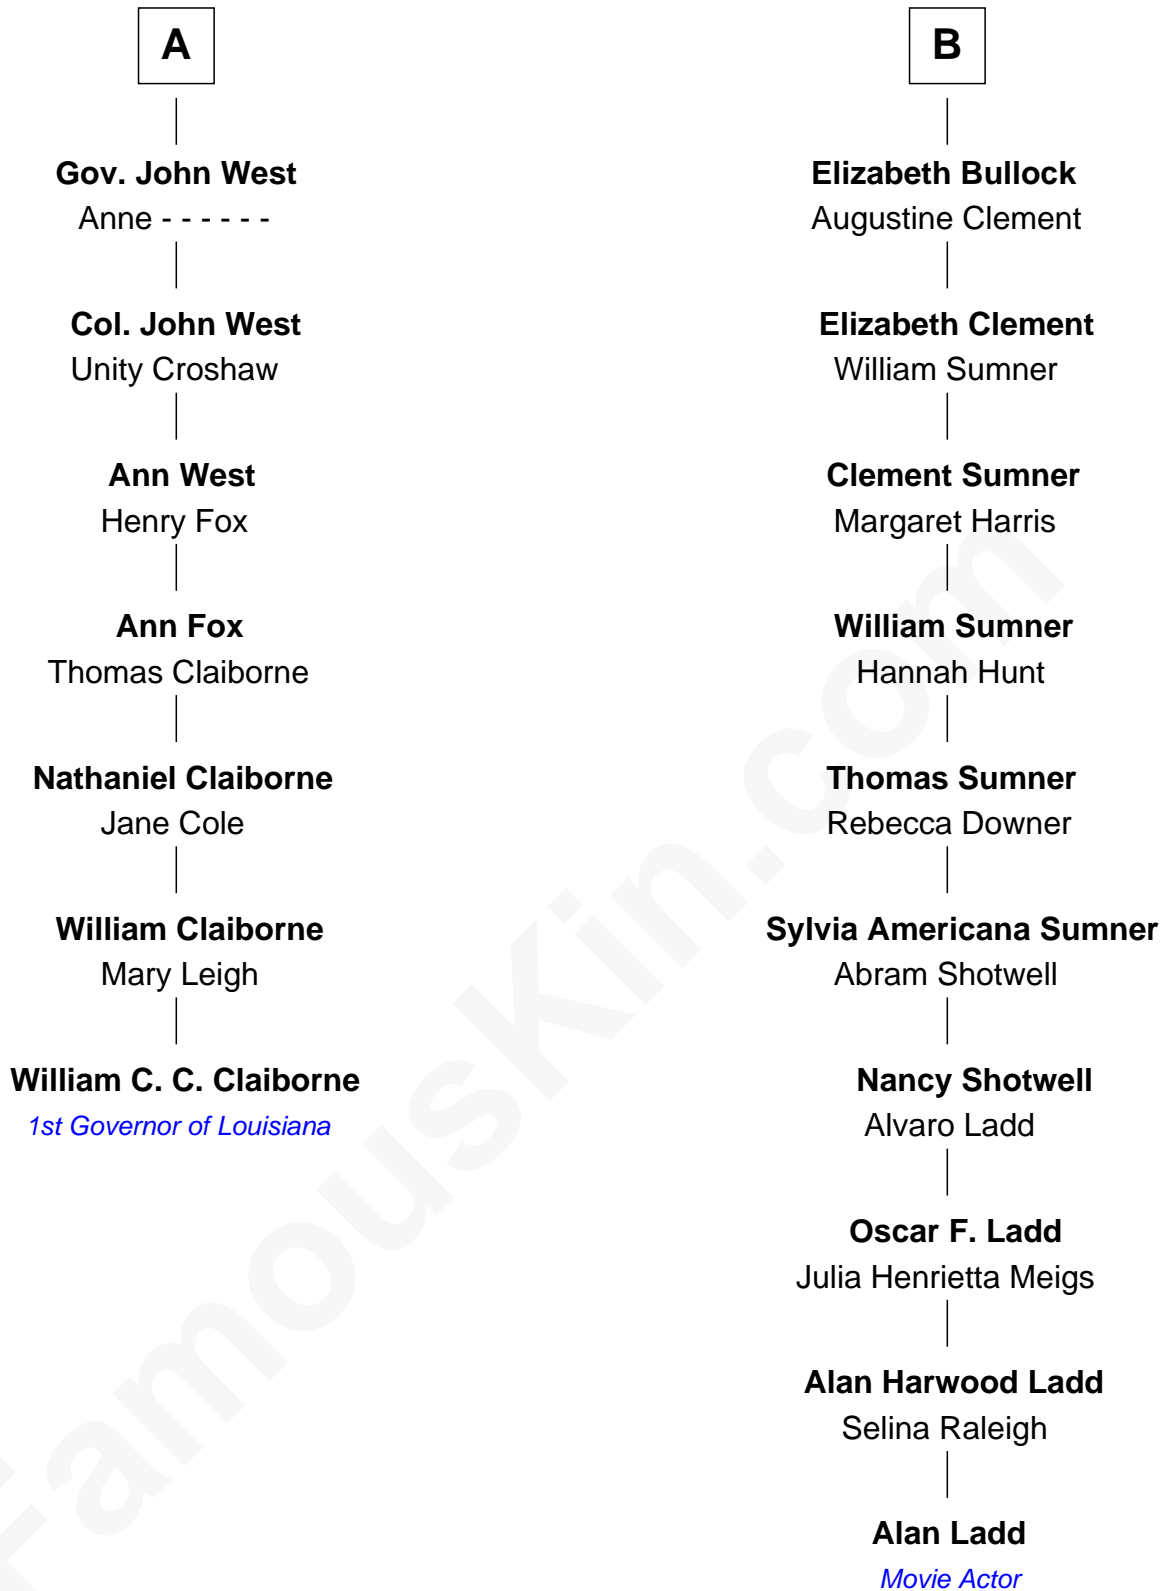 A
Gov. John West
Anne - - - - - -
Col. John West
Unity Croshaw
Ann West
Henry Fox
Ann Fox
Thomas Claiborne
Nathaniel Claiborne
Jane Cole
William Claiborne
Mary Leigh
William C. C. Claiborne
1st Governor of Louisiana
B
Elizabeth Bullock
Augustine Clement
Elizabeth Clement
William Sumner
Clement Sumner
Margaret Harris
William Sumner
Hannah Hunt
Thomas Sumner
Rebecca Downer
Sylvia Americana Sumner
Abram Shotwell
Nancy Shotwell
Alvaro Ladd
Oscar F. Ladd
Julia Henrietta Meigs
Alan Harwood Ladd
Selina Raleigh
Alan Ladd
Movie Actor
FamousKin.com